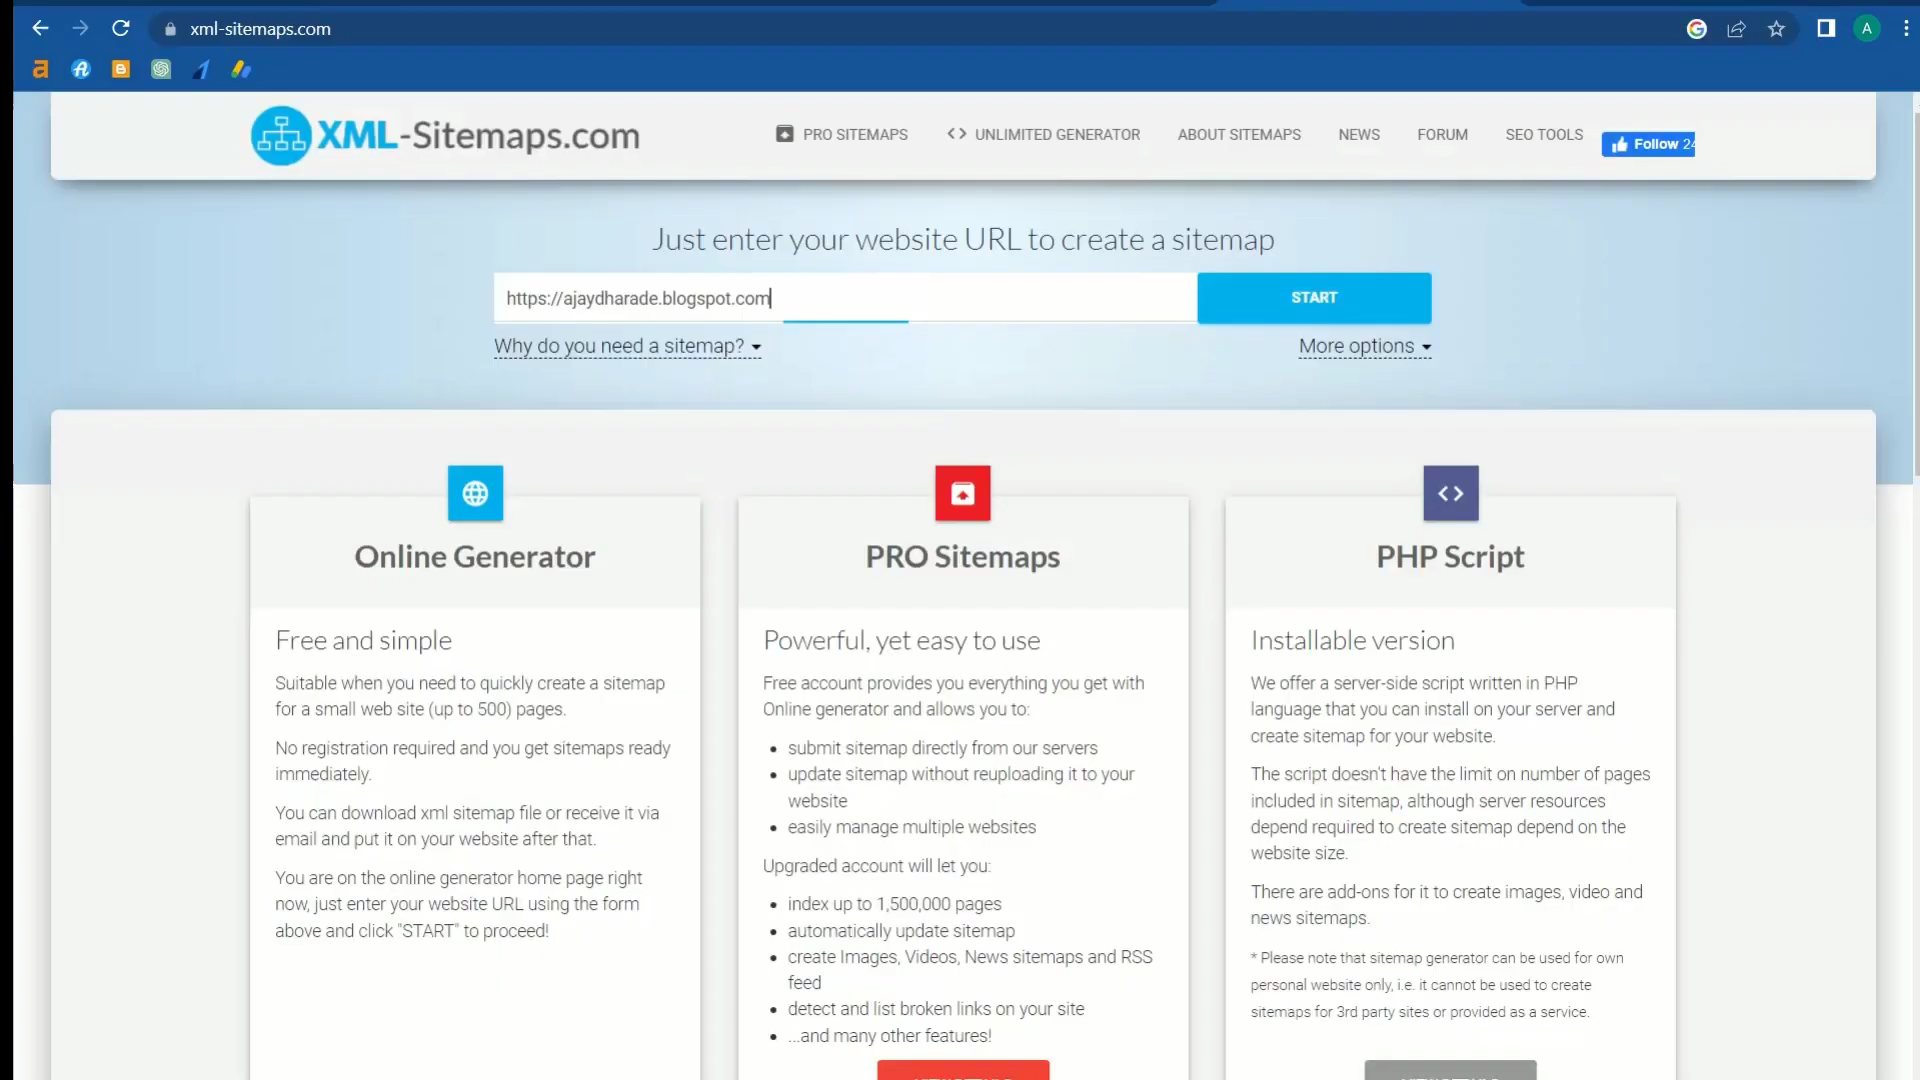 xml-sitemaps.com
A
XML-Sitemaps.com
PRO SITEMAPS
UNLIMITED GENERATOR
ABOUT SITEMAPS
NEWS
FORUM
SEO TOOLS
Follow
Just enter your website URL to create a sitemap
https://ajaydharade.blogspot.com
START
Why do you need a sitemap?
More options
Online Generator
Free and simple
Suitable when you need to quickly create a sitemap
for a small web site (up to 500) pages.
No registration required and you get sitemaps ready
immediately.
You can download xml sitemap file or receive it via
email and put it on your website after that.
You are on the online generator home page right
now, just enter your website URL using the form
above and click "START" to proceed!
PRO Sitemaps
Powerful, yet easy to use
Free account provides you everything you get with
Online generator and allows you to:
• submit sitemap directly from our servers
• update sitemap without reuploading it to your
website
• easily manage multiple websites
Upgraded account will let you:
• index up to 1,500,000 pages
• automatically update sitemap
• create Images, Videos, News sitemaps and RSS
feed
• detect and list broken links on your site
• ...and many other features!
PHP Script
Installable version
We offer a server-side script written in PHP
language that you can install on your server and
create sitemap for your website.
The script doesn't have the limit on number of pages
included in sitemap, although server resources
depend required to create sitemap depend on the
website size.
There are add-ons for it to create images, video and
news sitemaps.
* Please note that sitemap generator can be used for own
personal website only, i.e. it cannot be used to create
sitemaps for 3rd party sites or provided as a service.